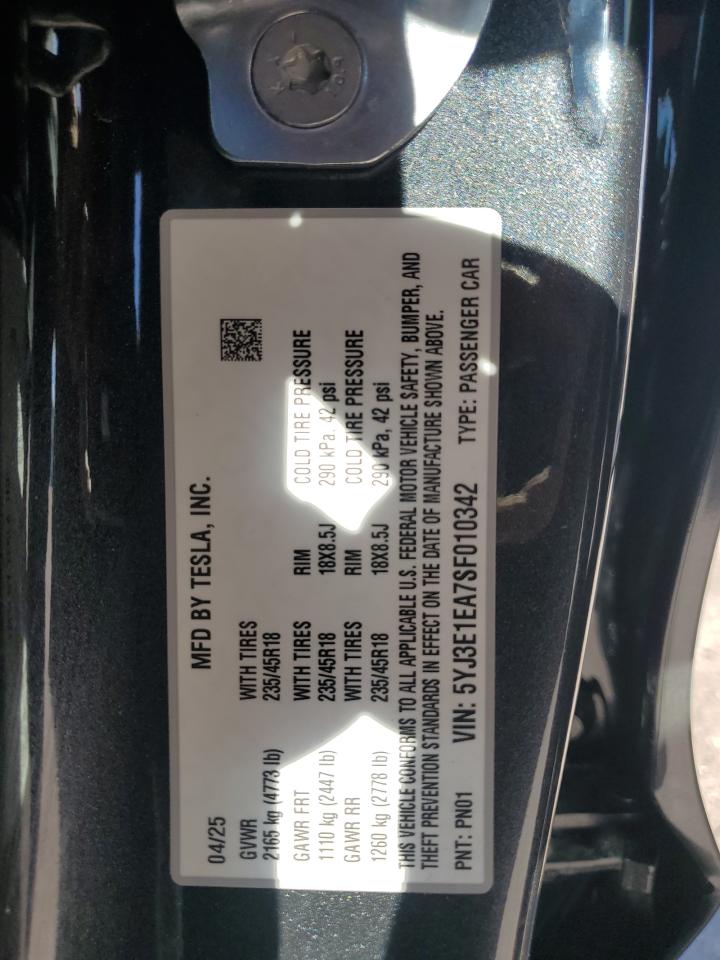 MFD BY TESLA, INC.
04/25
GVWR WITH TIRES
2165 kg (4773 lb) 235/45R18
GAWR FRT WITH TIRES RIM COLD TIRE PRESSURE
1110 kg (2447 lb) 235/45R18 18X8.5J 290 kPa, 42 psi
GAWR RR WITH TIRES RIM COLD TIRE PRESSURE
1260 kg (2778 lb) 235/45R18 18X8.5J 290 kPa, 42 psi
THIS VEHICLE CONFORMS TO ALL APPLICABLE U.S. FEDERAL MOTOR VEHICLE SAFETY, BUMPER, AND
THEFT PREVENTION STANDARDS IN EFFECT ON THE DATE OF MANUFACTURE SHOWN ABOVE.
PNT: PN01 VIN: 5YJ3E1EA7SF010342 TYPE: PASSENGER CAR